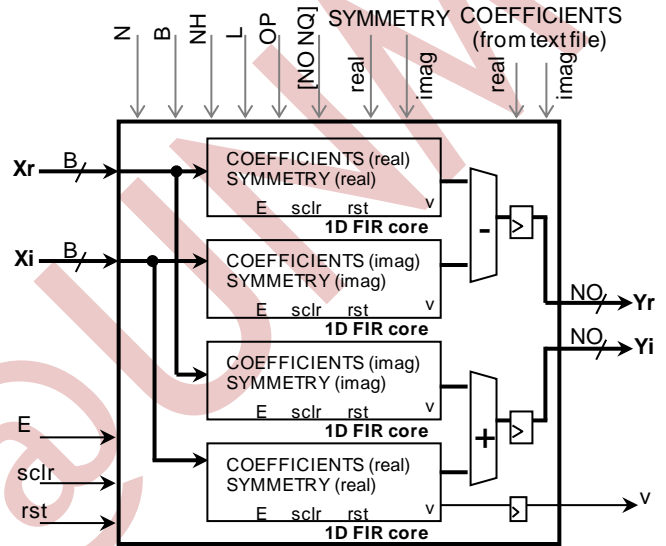 N
B
NH
L
OP
[NO NQ]
SYMMETRY
real
imag
COEFFICIENTS
(from text file)
real
imag
Xr
B
Xi
B
E
sclr
rst
COEFFICIENTS (real)
SYMMETRY (real)
E sclr rst v
1D FIR core
COEFFICIENTS (imag)
SYMMETRY (imag)
E sclr rst v
1D FIR core
COEFFICIENTS (imag)
SYMMETRY (imag)
E sclr rst v
1D FIR core
COEFFICIENTS (real)
SYMMETRY (real)
E sclr rst v
1D FIR core
-
+
NO
Yr
NO
Yi
v
@UNM